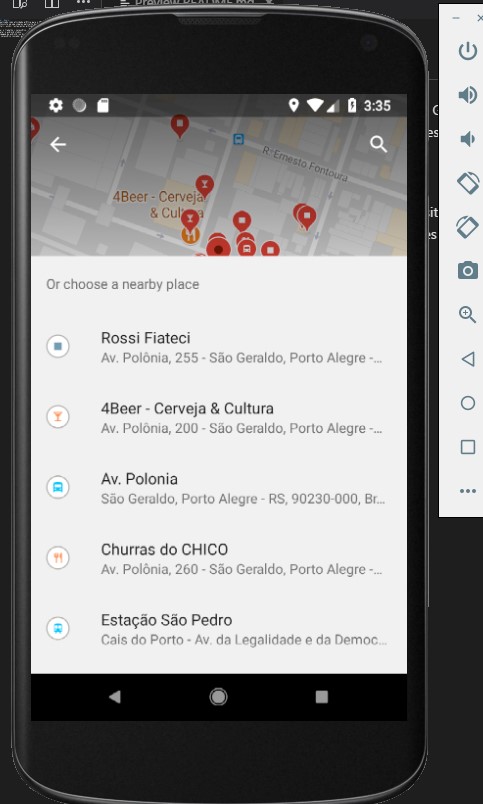 Preview README.md
3:35
R. Ernesto Fontoura
4Beer - Cerveja
& Cultura
Or choose a nearby place
Rossi Fiateci
Av. Polônia, 255 - São Geraldo, Porto Alegre -...
4Beer - Cerveja & Cultura
Av. Polônia, 200 - São Geraldo, Porto Alegre -...
Av. Polonia
São Geraldo, Porto Alegre - RS, 90230-000, Br...
Churras do CHICO
Av. Polônia, 260 - São Geraldo, Porto Alegre -...
Estação São Pedro
Cais do Porto - Av. da Legalidade e da Democ...